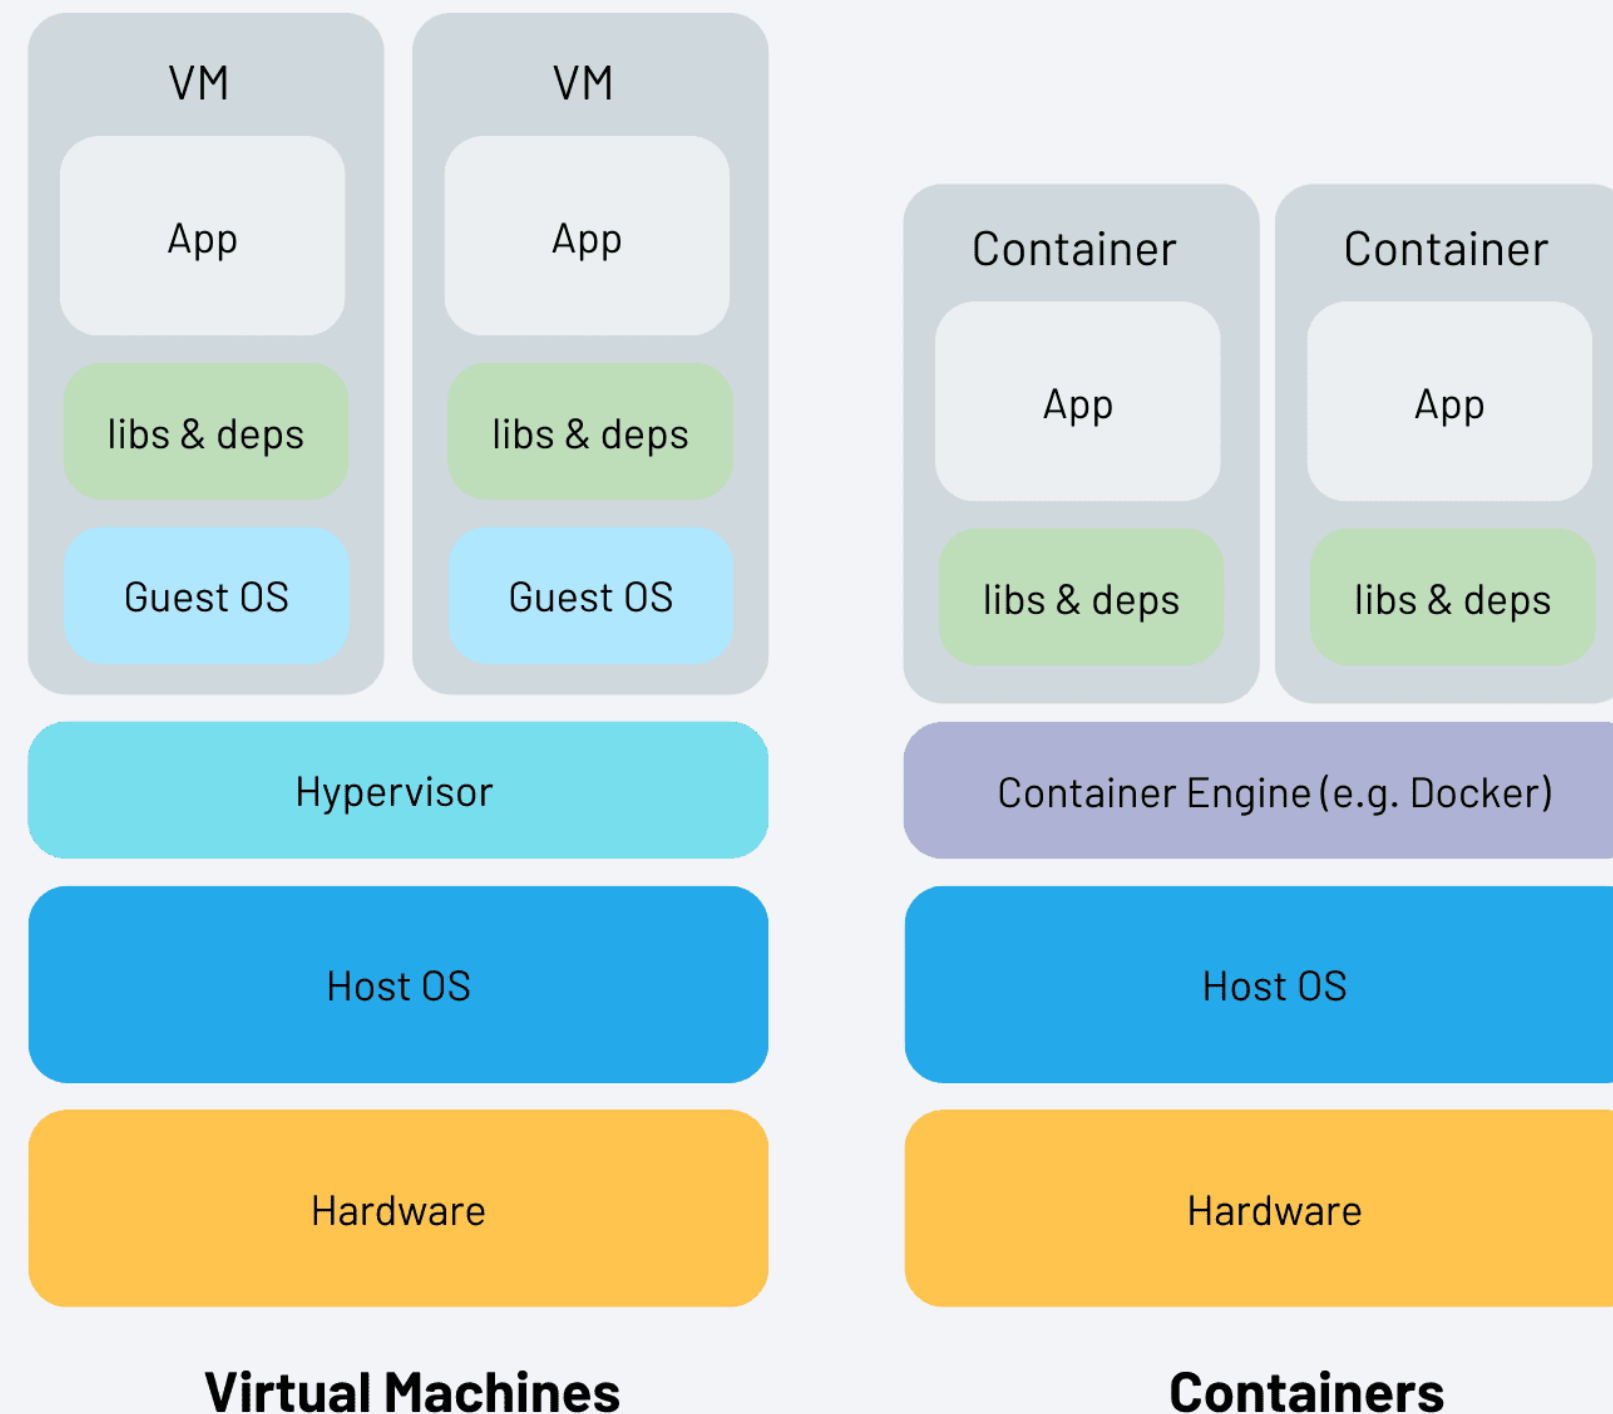 VM
App
libs & deps
Guest OS
VM
App
libs & deps
Guest OS
Hypervisor
Host OS
Hardware
Virtual Machines
Container
App
libs & deps
Container
App
libs & deps
Container Engine (e.g. Docker)
Host OS
Hardware
Containers